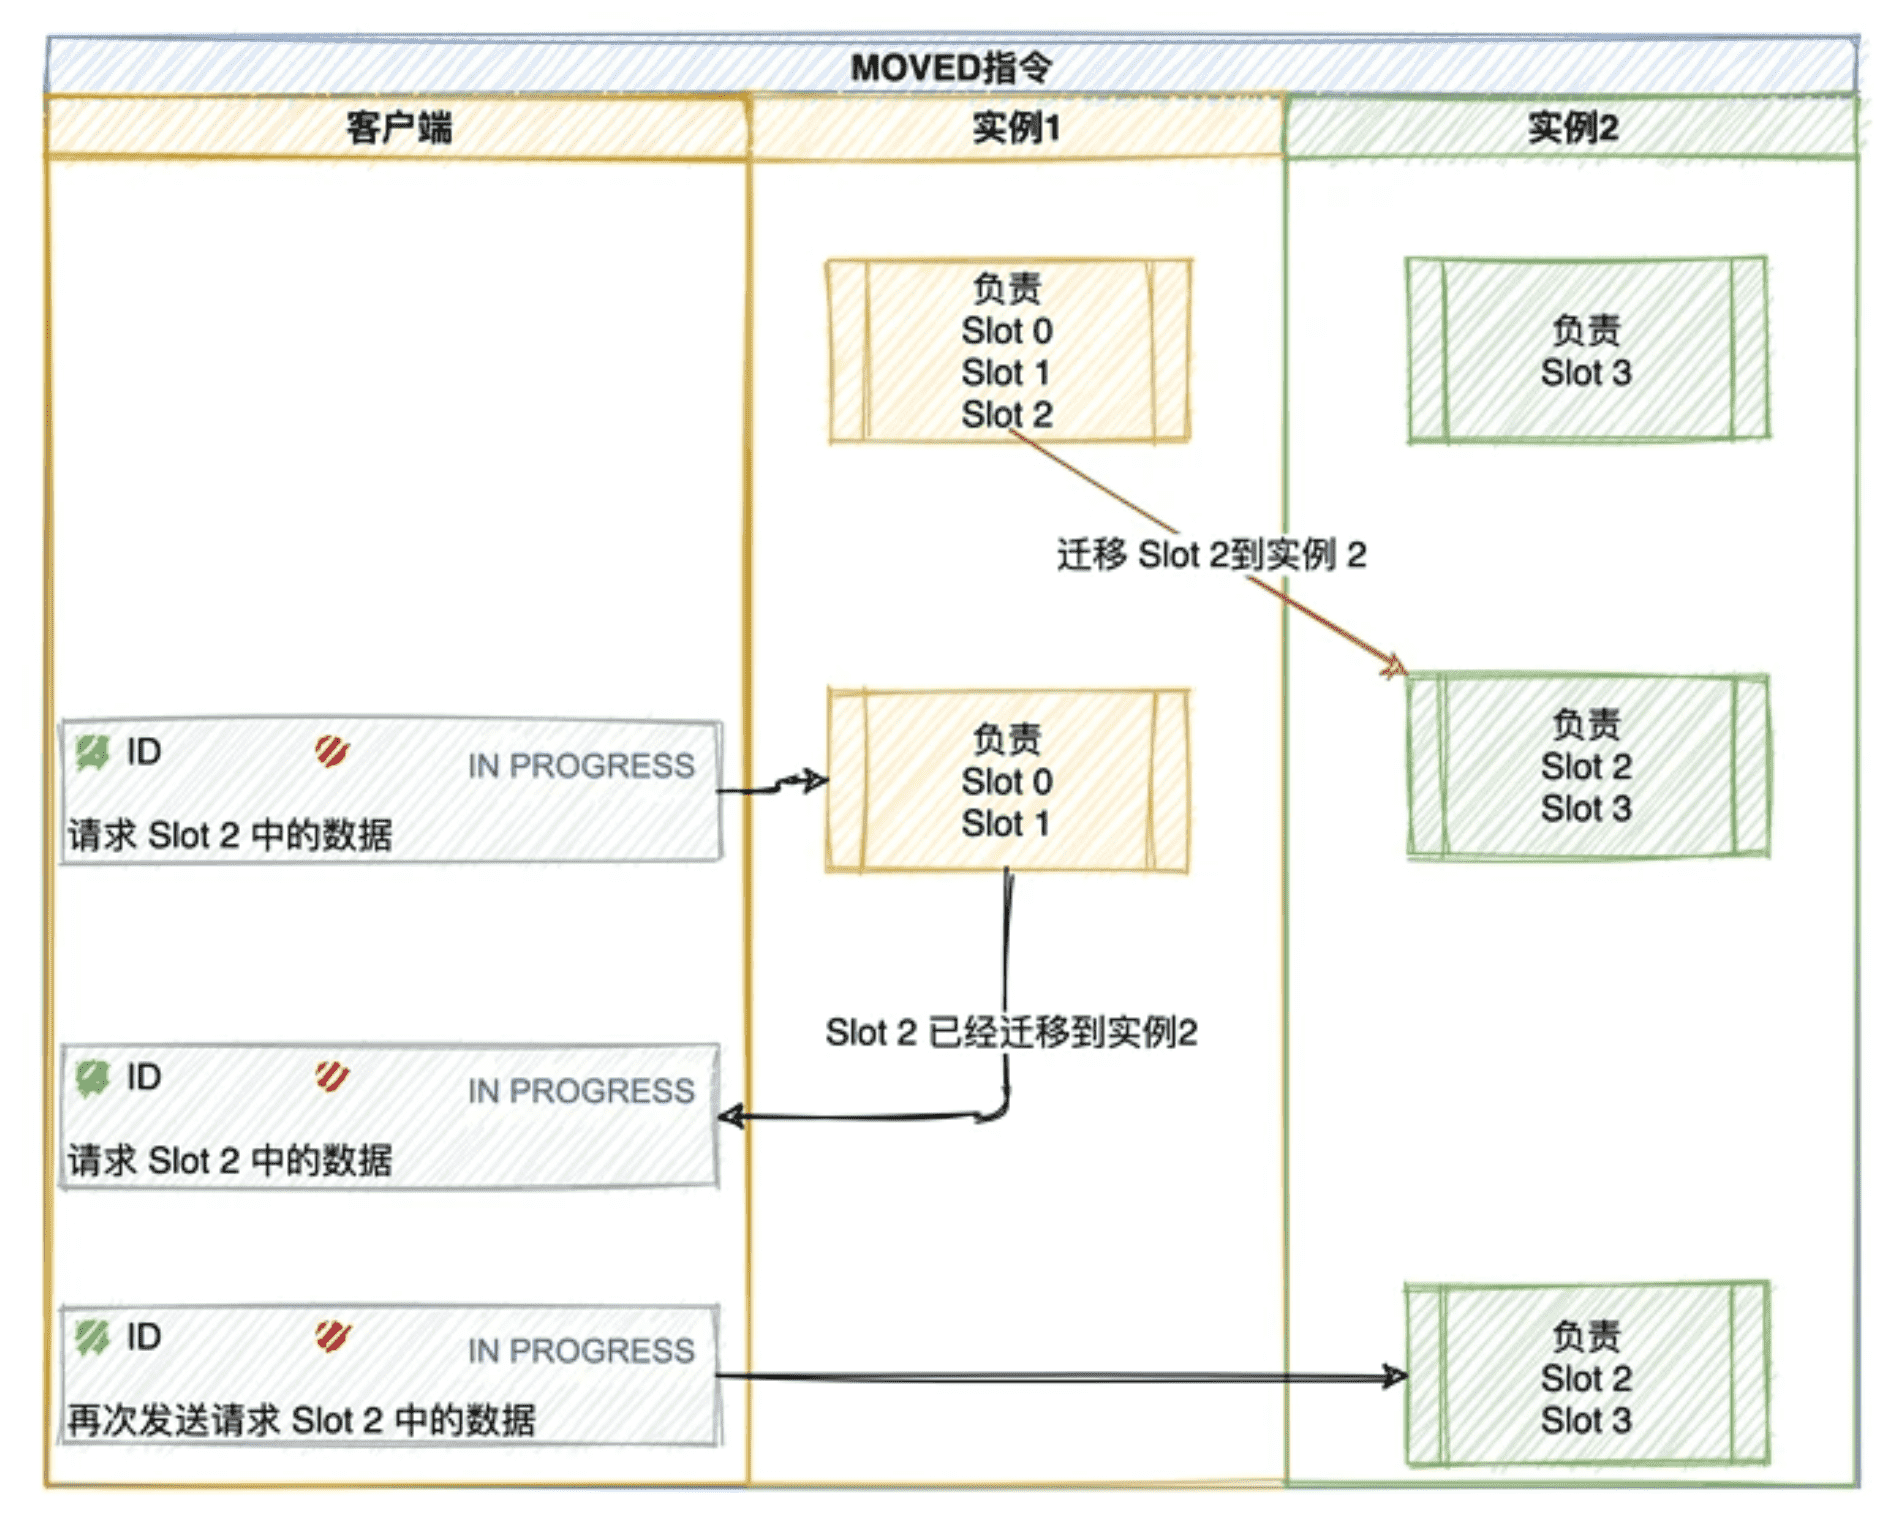 MOVED指令
客户端
实例1
实例2
负责
Slot 0
Slot 1
Slot 2
负责
Slot 3
迁移 Slot 2到实例 2
ID
IN PROGRESS
请求 Slot 2 中的数据
负责
Slot 0
Slot 1
负责
Slot 2
Slot 3
Slot 2 已经迁移到实例2
ID
IN PROGRESS
请求 Slot 2 中的数据
ID
IN PROGRESS
再次发送请求 Slot 2 中的数据
负责
Slot 2
Slot 3